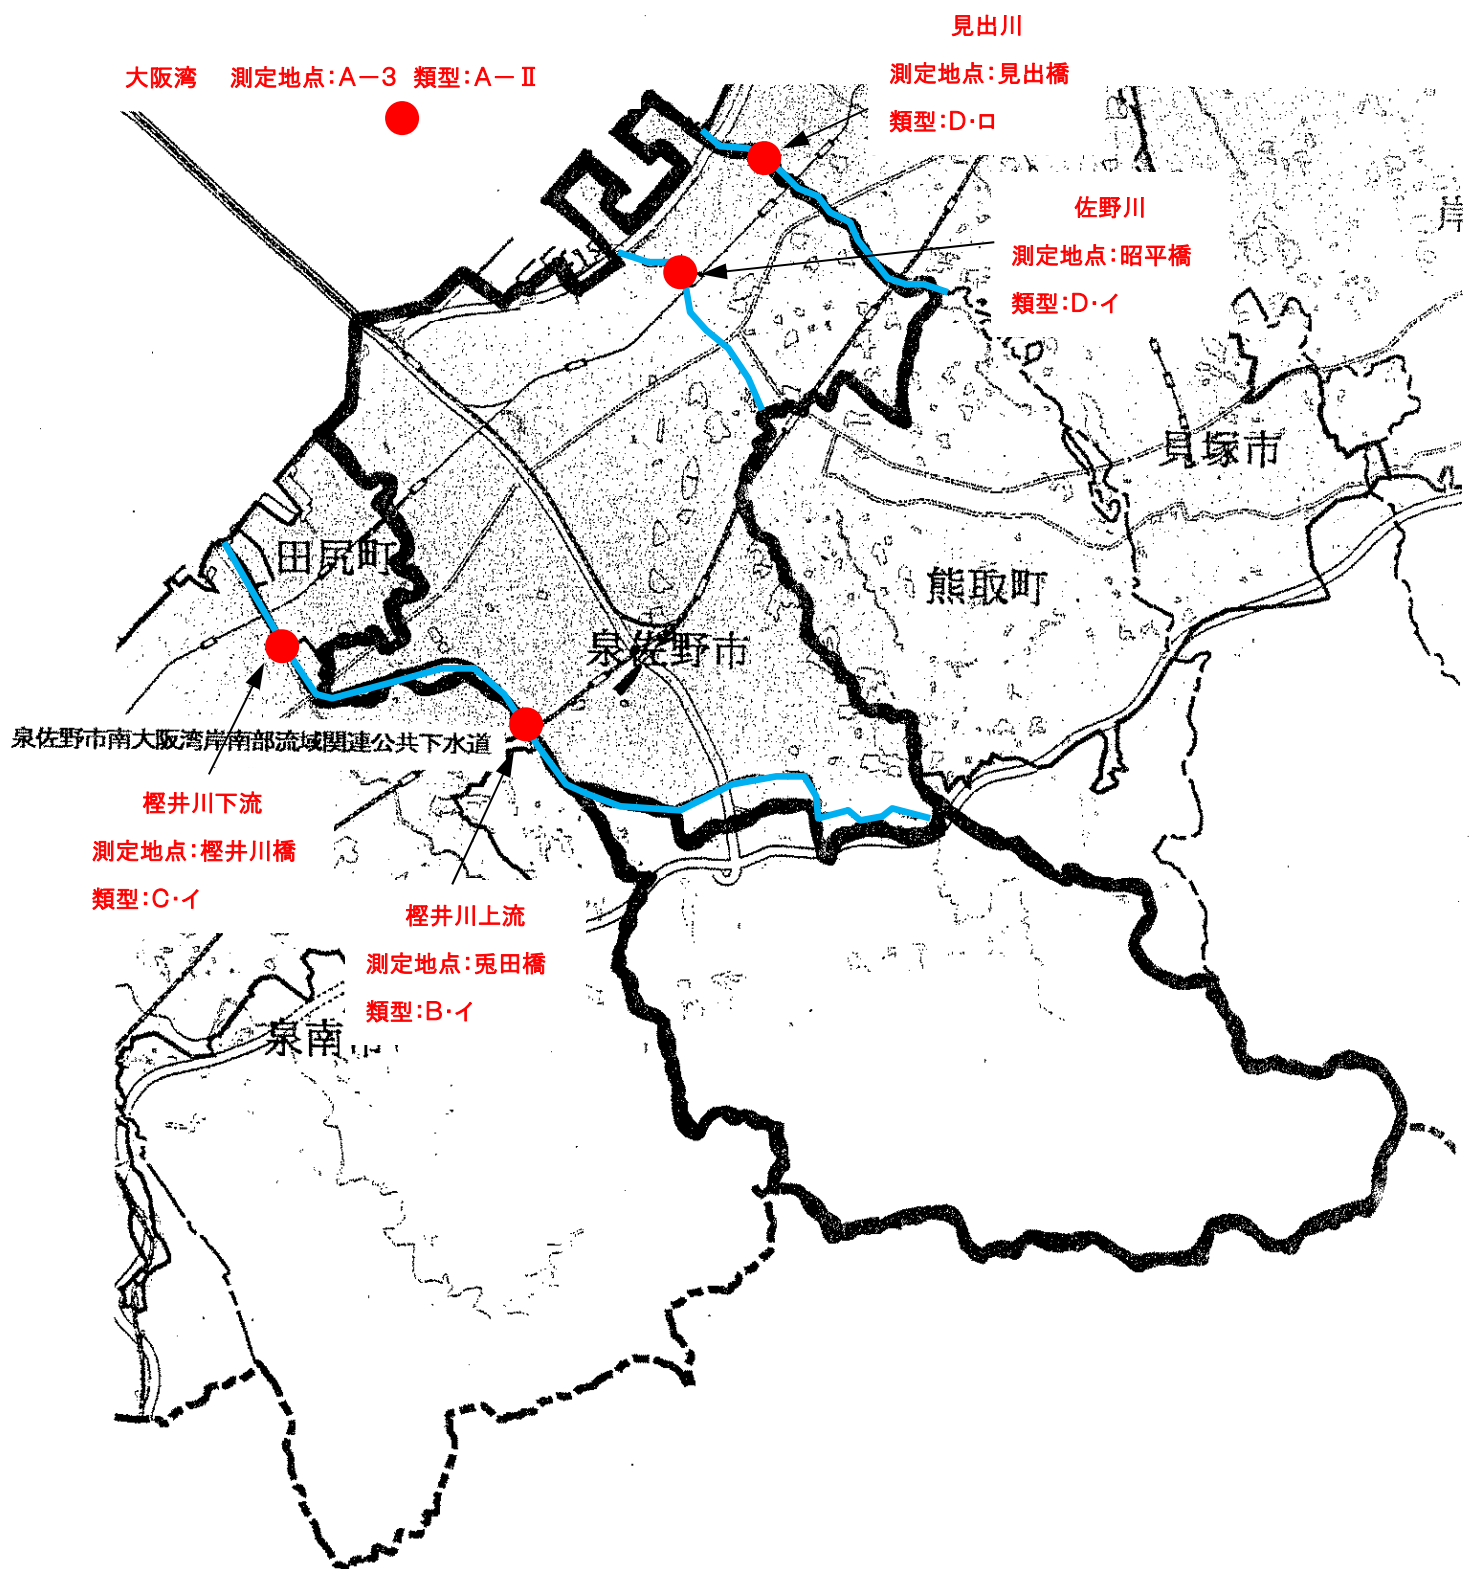 見出川
大阪湾 測定地点:A-3 類型:A-Ⅱ
測定地点:見出橋
類型:D・ロ
佐野川
岸
測定地点:昭平橋
類型:D・イ
貝塚市
田尻町
熊取町
泉佐野市
泉佐野市南大阪湾岸南部流域関連公共下水道
樫井川下流
測定地点:樫井川橋
類型:C・イ
樫井川上流
測定地点:兎田橋
類型:B・イ
泉南